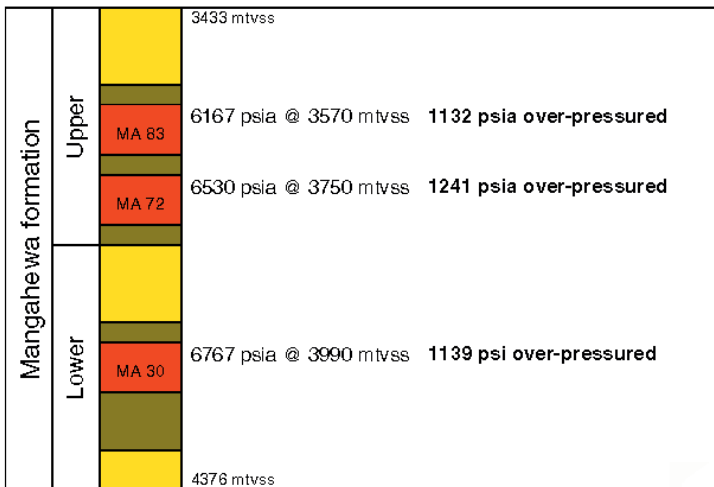 3433 mtvss
Mangahewa formation
Upper
MA 83
6167 psia @ 3570 mtvss 1132 psia over-pressured
MA 72
6530 psia @ 3750 mtvss 1241 psia over-pressured
Lower
MA 30
6767 psia @ 3990 mtvss 1139 psi over-pressured
4376 mtvss